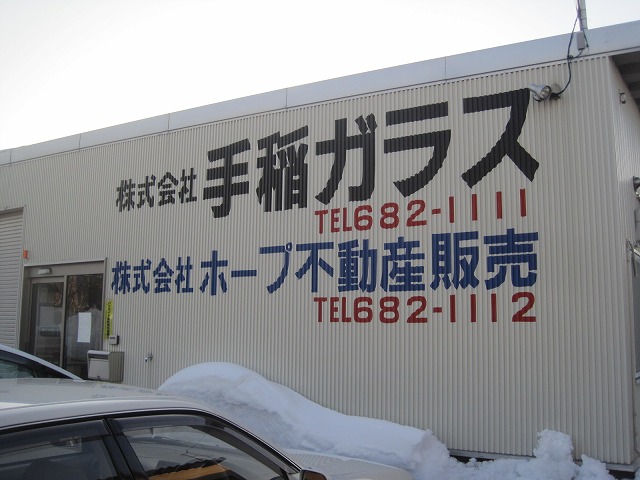 株式会社 手稲ガラス
TEL682-1111
株式会社 ホープ不動産販売
TEL682-1112